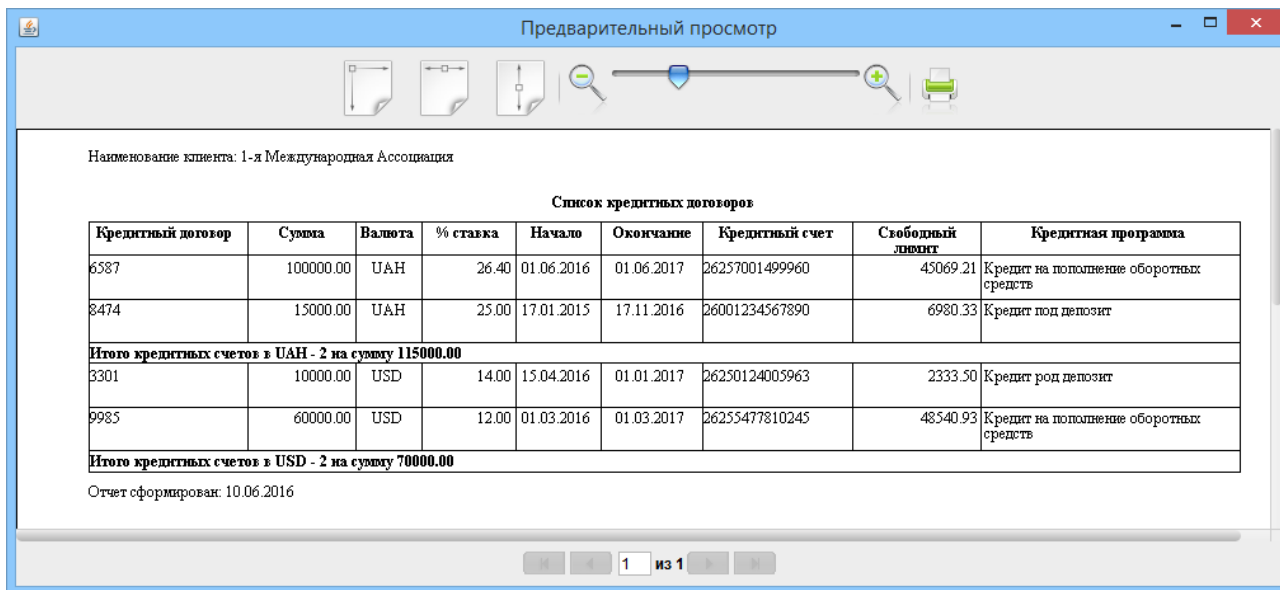 Предварительный просмотр
Наименование клиента: 1-я Международная Ассоциация
Список кредитных договоров
Кредитный договор Сумма Валюта % ставка Начало Окончание Кредитный счет Свободный лимит Кредитная программа
6587 100000.00 UAH 26.40 01.06.2016 01.06.2017 26257001499960 45069.21 Кредит на пополнение оборотных
средств
8474 15000.00 UAH 25.00 17.01.2015 17.11.2016 26001234567890 6980.33 Кредит под депозит
Итого кредитных счетов в UAH - 2 на сумму 115000.00
3301 10000.00 USD 14.00 15.04.2016 01.01.2017 26250124005963 2333.50 Кредит род депозит
9985 60000.00 USD 12.00 01.03.2016 01.03.2017 26255477810245 48540.93 Кредит на пополнение оборотных
средств
Итого кредитных счетов в USD - 2 на сумму 70000.00
Отчет сформирован: 10.06.2016
1 из 1